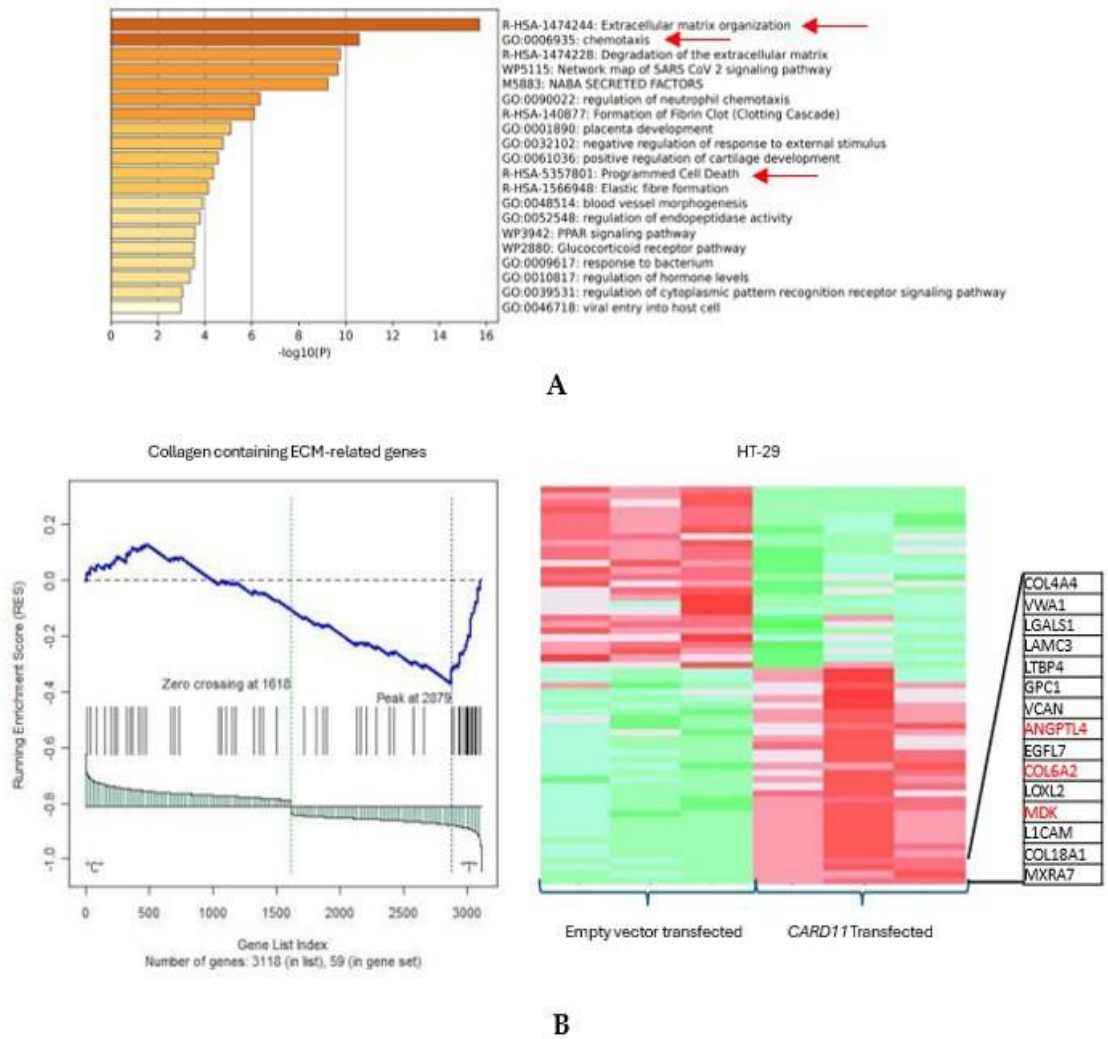 R-HSA-1474244: Extracellular matrix organization
GO:0006935: chemotaxis
R-HSA-1474228: Degradation of the extracellular matrix
WP5115: Network map of SARS CoV 2 signaling pathway
M5883: NABA SECRETED FACTORS
GO:0090022: regulation of neutrophil chemotaxis
R-HSA-140877: Formation of Fibrin Clot (Clotting Cascade)
GO:0001890: placenta development
GO:0032102: negative regulation of response to external stimulus
GO:0061036: positive regulation of cartilage development
R-HSA-5357801: Programmed Cell Death
R-HSA-1566948: Elastic fibre formation
GO:0048514: blood vessel morphogenesis
GO:0052548: regulation of endopeptidase activity
WP3942: PPAR signaling pathway
WP2880: Glucocorticoid receptor pathway
GO:0009617: response to bacterium
GO:0010817: regulation of hormone levels
GO:0039531: regulation of cytoplasmic pattern recognition receptor signaling pathway
GO:0046718: viral entry into host cell
0 2 4 6 8 10 12 14 16
-log10(P)
A
Collagen containing ECM-related genes
Running Enrichment Score (RES)
0.2
0.0
-0.2
-0.4
-0.6
-0.8
-1.0
Zero crossing at 1618
Peak at 2879
0 500 1000 1500 2000 2500 3000
Gene List Index
Number of genes: 3118 (in list), 59 (in gene set)
HT-29
Empty vector transfected
CARD11 Transfected
COL4A4
VWA1
LGALS1
LAMC3
LTBP4
GPC1
VCAN
ANGPTL4
EGFL7
COL6A2
LOXL2
MDK
L1CAM
COL18A1
MXRA7
B